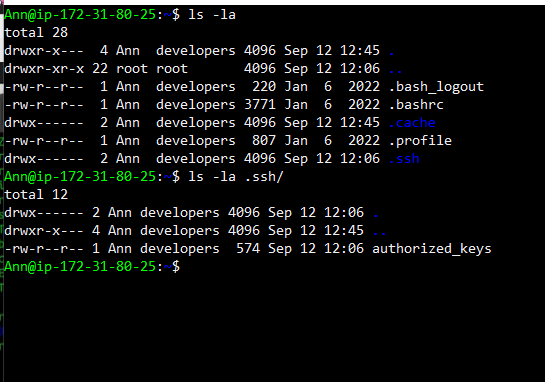 Ann@ip-172-31-80-25:~$ ls -la
total 28
drwxr-x---  4 Ann  developers 4096 Sep 12 12:45 .
drwxr-xr-x 22 root root       4096 Sep 12 12:06 ..
-rw-r--r--  1 Ann  developers  220 Jan  6  2022 .bash_logout
-rw-r--r--  1 Ann  developers 3771 Jan  6  2022 .bashrc
drwx------  2 Ann  developers 4096 Sep 12 12:45 .cache
-rw-r--r--  1 Ann  developers  807 Jan  6  2022 .profile
drwx------  2 Ann  developers 4096 Sep 12 12:06 .ssh
Ann@ip-172-31-80-25:~$ ls -la .ssh/
total 12
drwx------ 2 Ann developers 4096 Sep 12 12:06 .
drwxr-x--- 4 Ann developers 4096 Sep 12 12:45 ..
-rw-r--r-- 1 Ann developers  574 Sep 12 12:06 authorized_keys
Ann@ip-172-31-80-25:~$